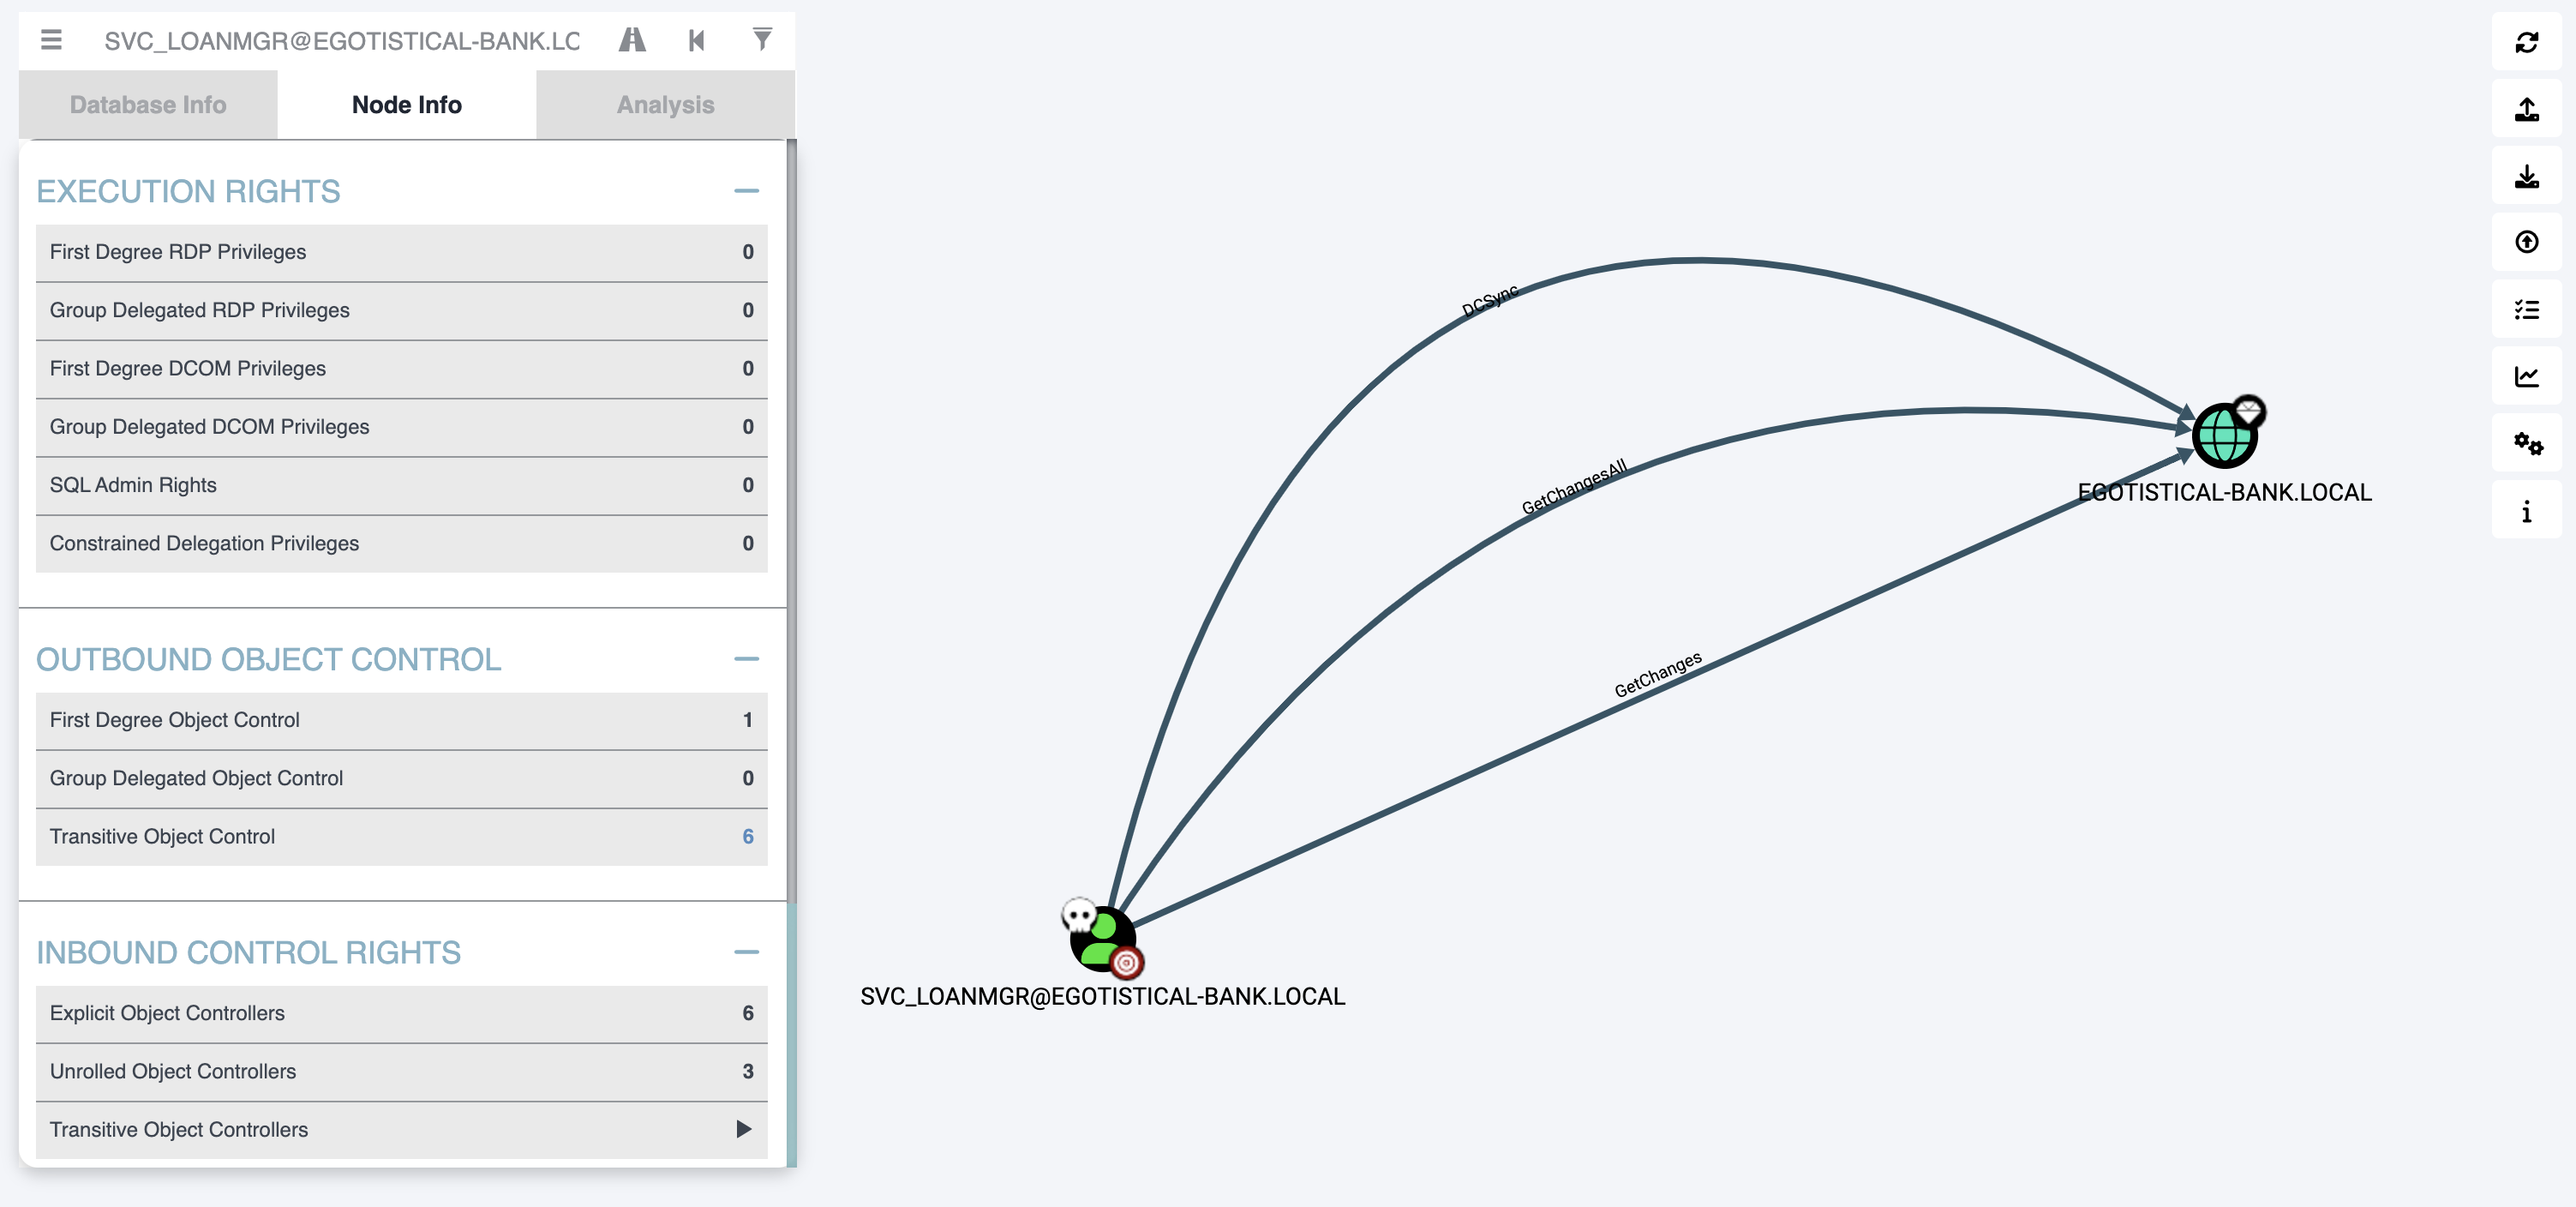 SVC_LOANMGR@EGOTISTICAL-BANK.LO
Database Info
Node Info
Analysis
EXECUTION RIGHTS
First Degree RDP Privileges 0
Group Delegated RDP Privileges 0
First Degree DCOM Privileges 0
Group Delegated DCOM Privileges 0
SQL Admin Rights 0
Constrained Delegation Privileges 0
OUTBOUND OBJECT CONTROL
First Degree Object Control 1
Group Delegated Object Control 0
Transitive Object Control 6
INBOUND CONTROL RIGHTS
Explicit Object Controllers 6
Unrolled Object Controllers 3
Transitive Object Controllers
DCSync
GetChangesAll
GetChanges
EGOTISTICAL-BANK.LOCAL
SVC_LOANMGR@EGOTISTICAL-BANK.LOCAL